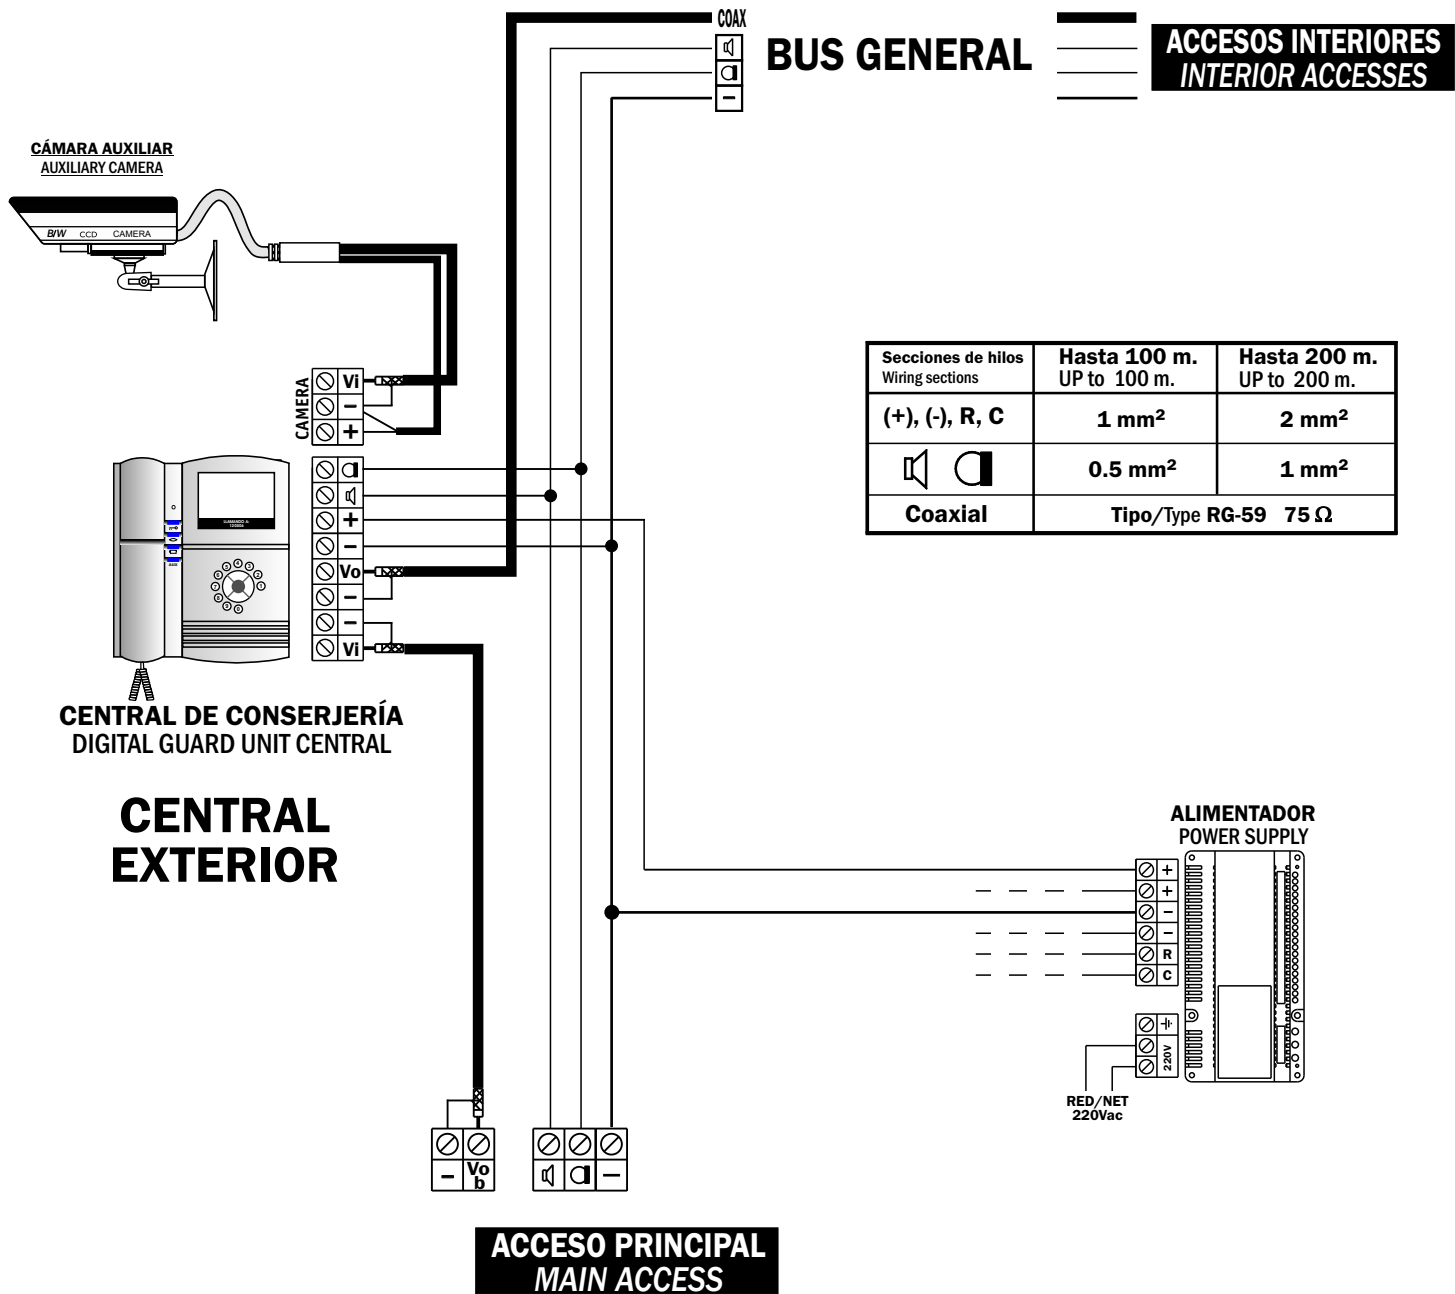 COAX
BUS GENERAL
ACCESOS INTERIORES
INTERIOR ACCESSES
−
CÁMARA AUXILIAR
AUXILIARY CAMERA
B/W CCD CAMERA
CAMERA
Vi
−
+
Secciones de hilos
Wiring sections
Hasta 100 m.
UP to 100 m.
Hasta 200 m.
UP to 200 m.
(+), (-), R, C
1 mm²
2 mm²
0.5 mm²
1 mm²
Coaxial
Tipo/Type RG-59 75 Ω
LLAMANDO A:
AUX
+
−
Vo
−
−
Vi
CENTRAL DE CONSERJERÍA
DIGITAL GUARD UNIT CENTRAL
CENTRAL
EXTERIOR
ALIMENTADOR
POWER SUPPLY
+
+
−
−
R
C
220V
RED/NET
220Vac
− Vo b
−
ACCESO PRINCIPAL
MAIN ACCESS